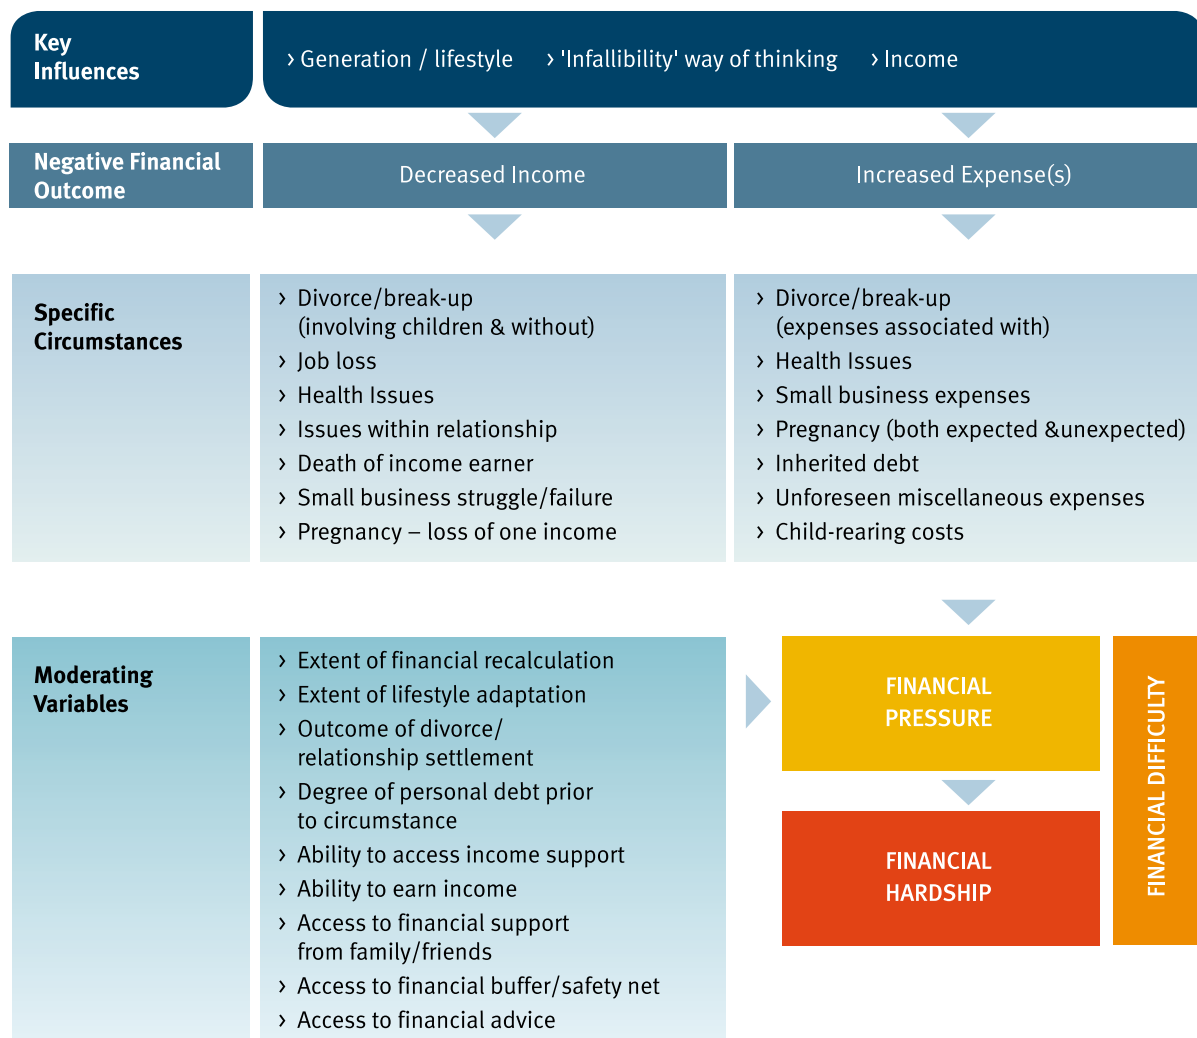 Key
Influences
› Generation / lifestyle › 'Infallibility' way of thinking › Income
Negative Financial
Outcome
Decreased Income
Increased Expense(s)
Specific
Circumstances
› Divorce/break-up
(involving children & without)
› Job loss
› Health Issues
› Issues within relationship
› Death of income earner
› Small business struggle/failure
› Pregnancy – loss of one income
› Divorce/break-up
(expenses associated with)
› Health Issues
› Small business expenses
› Pregnancy (both expected &unexpected)
› Inherited debt
› Unforeseen miscellaneous expenses
› Child-rearing costs
Moderating
Variables
› Extent of financial recalculation
› Extent of lifestyle adaptation
› Outcome of divorce/
relationship settlement
› Degree of personal debt prior
to circumstance
› Ability to access income support
› Ability to earn income
› Access to financial support
from family/friends
› Access to financial buffer/safety net
› Access to financial advice
FINANCIAL
PRESSURE
FINANCIAL
HARDSHIP
FINANCIAL DIFFICULTY